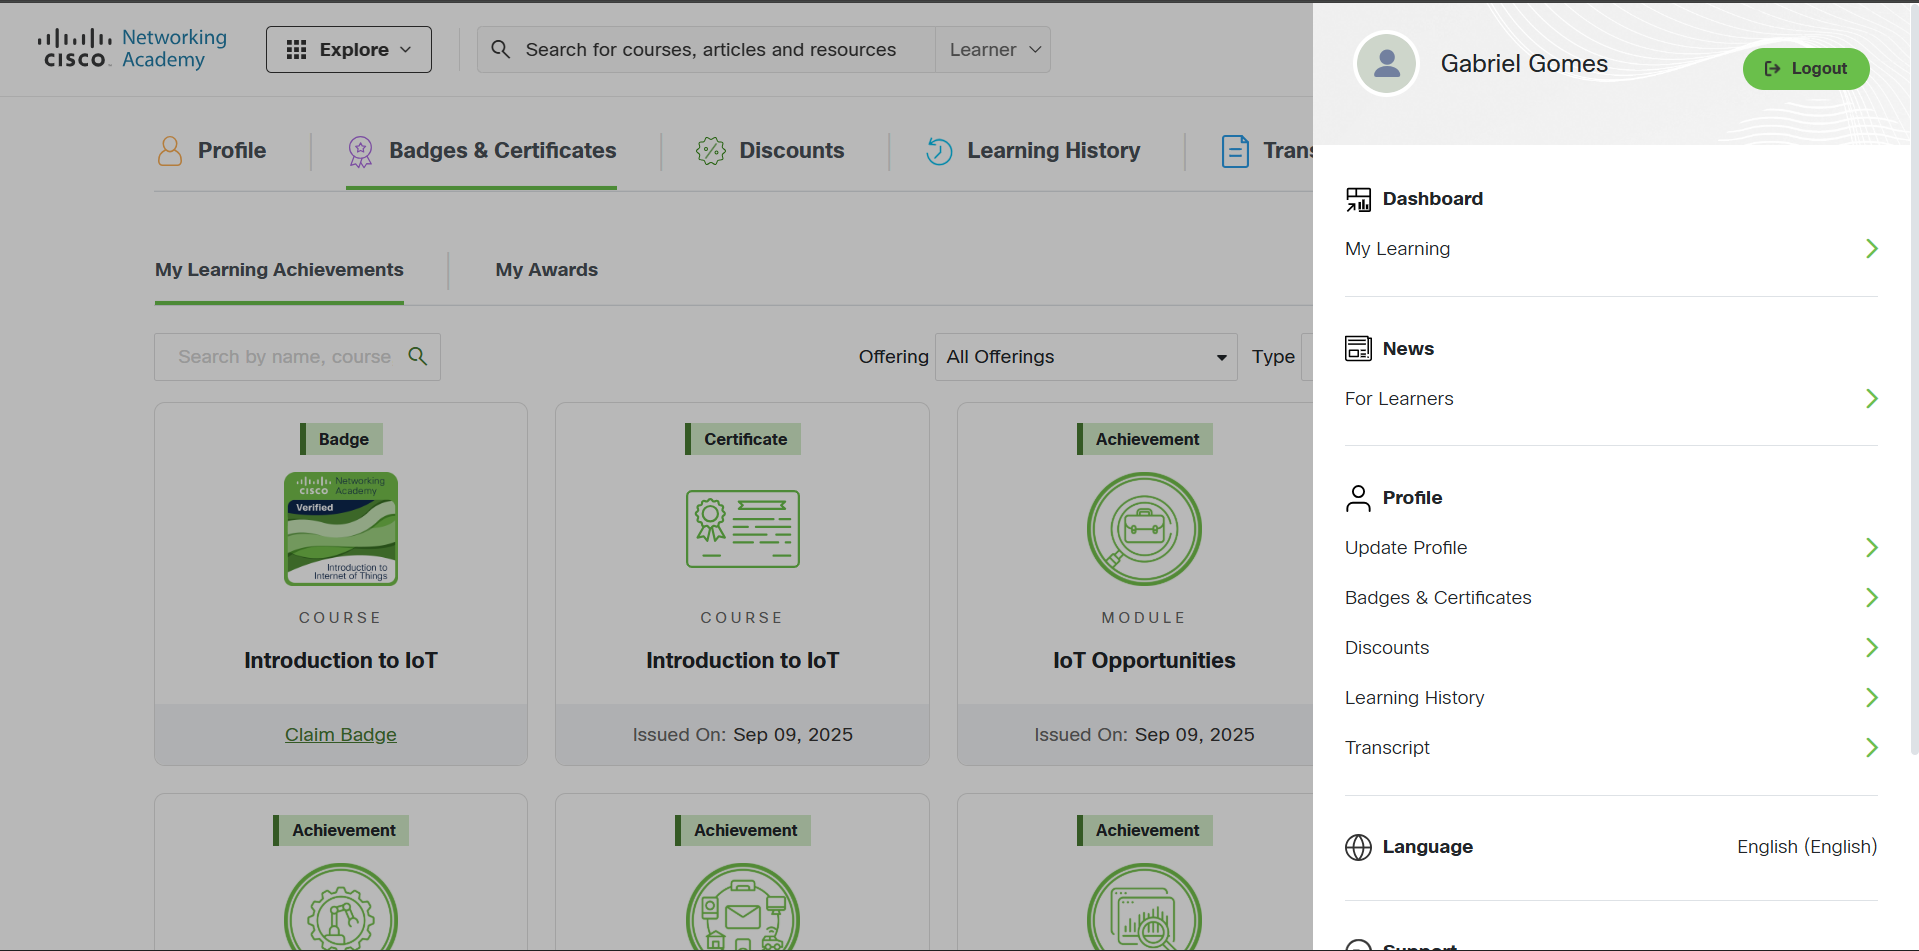 CISCO Networking Academy
Explore
Search for courses, articles and resources
Learner
Gabriel Gomes
Logout
Profile
Badges & Certificates
Discounts
Learning History
Trans
My Learning Achievements
My Awards
Search by name, course
Offering
All Offerings
Type
Badge
CISCO Networking Academy
Verified
Introduction to
Internet of Things
COURSE
Introduction to IoT
Claim Badge
Certificate
COURSE
Introduction to IoT
Issued On: Sep 09, 2025
Achievement
MODULE
IoT Opportunities
Issued On: Sep 09, 2025
Achievement
Achievement
Achievement
Dashboard
My Learning
News
For Learners
Profile
Update Profile
Badges & Certificates
Discounts
Learning History
Transcript
Language
English (English)
Support